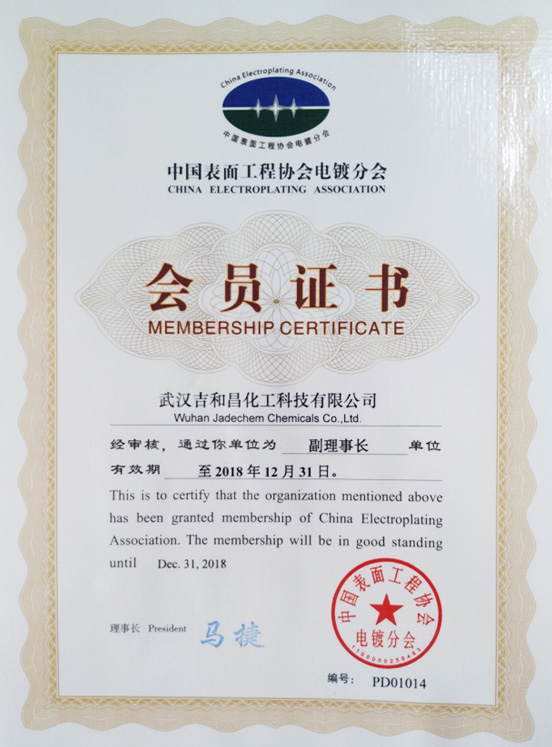 China Electroplating Association
中国表面工程协会电镀分会
中国表面工程协会电镀分会
CHINA ELECTROPLATING ASSOCIATION
会员证书
MEMBERSHIP CERTIFICATE
武汉吉和昌化工科技有限公司
Wuhan Jadechem Chemicals Co.,Ltd.
经审核，通过你单位为 副理事长 单位
有效期 至2018年12月31日。
This is to certify that the organization mentioned above
has been granted membership of China Electroplating
Association. The membership will be in good standing
until Dec. 31, 2018
中国表面工程协会
电镀分会
理事长 President 马捷
编号： PD01014